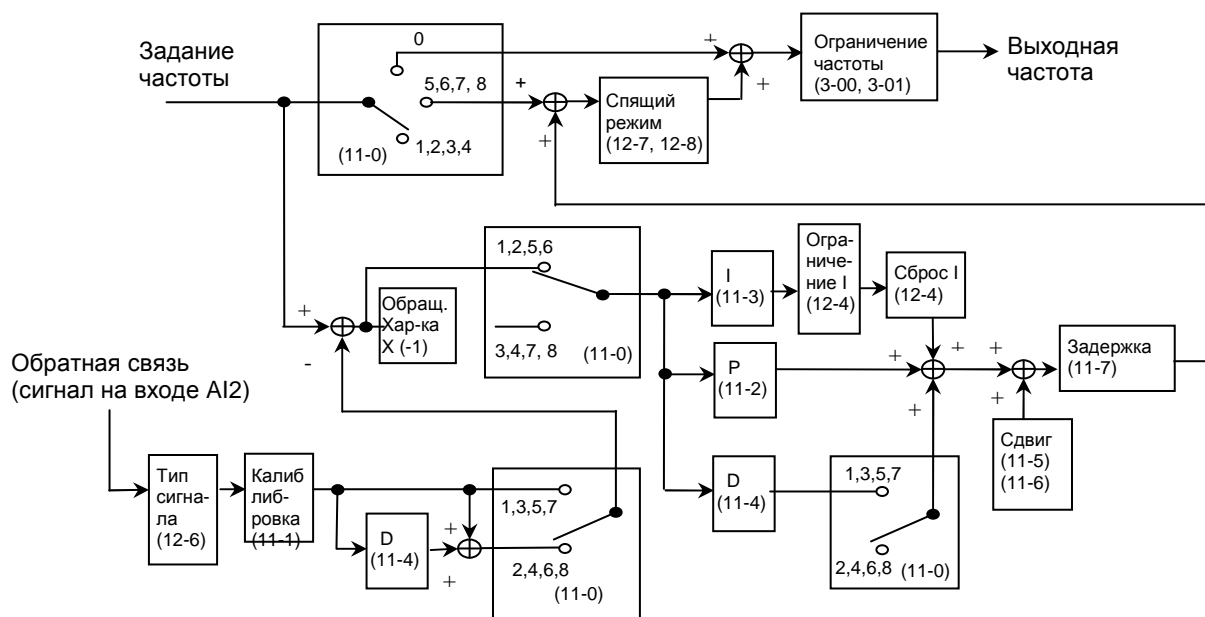 Задание
частоты
0
5,6,7, 8
1,2,3,4
(11-0)
+
+
+
Спящий
режим
(12-7, 12-8)
+
+
Ограничение
частоты
(3-00, 3-01)
Выходная
частота
+
-
Обращ.
Хар-ка
X (-1)
1,2,5,6
3,4,7, 8
(11-0)
I
(11-3)
Огра-
ниче-
ние I
(12-4)
Сброс I
(12-4)
P
(11-2)
+
+
+
+
+
Задержка
(11-7)
Сдвиг
(11-5)
(11-6)
D
(11-4)
1,3,5,7
2,4,6,8
(11-0)
Обратная связь
(сигнал на входе AI2)
Тип
сигна-
ла
(12-6)
Калиб
либ-
ровка
(11-1)
D
(11-4)
+
+
1,3,5,7
2,4,6,8
(11-0)